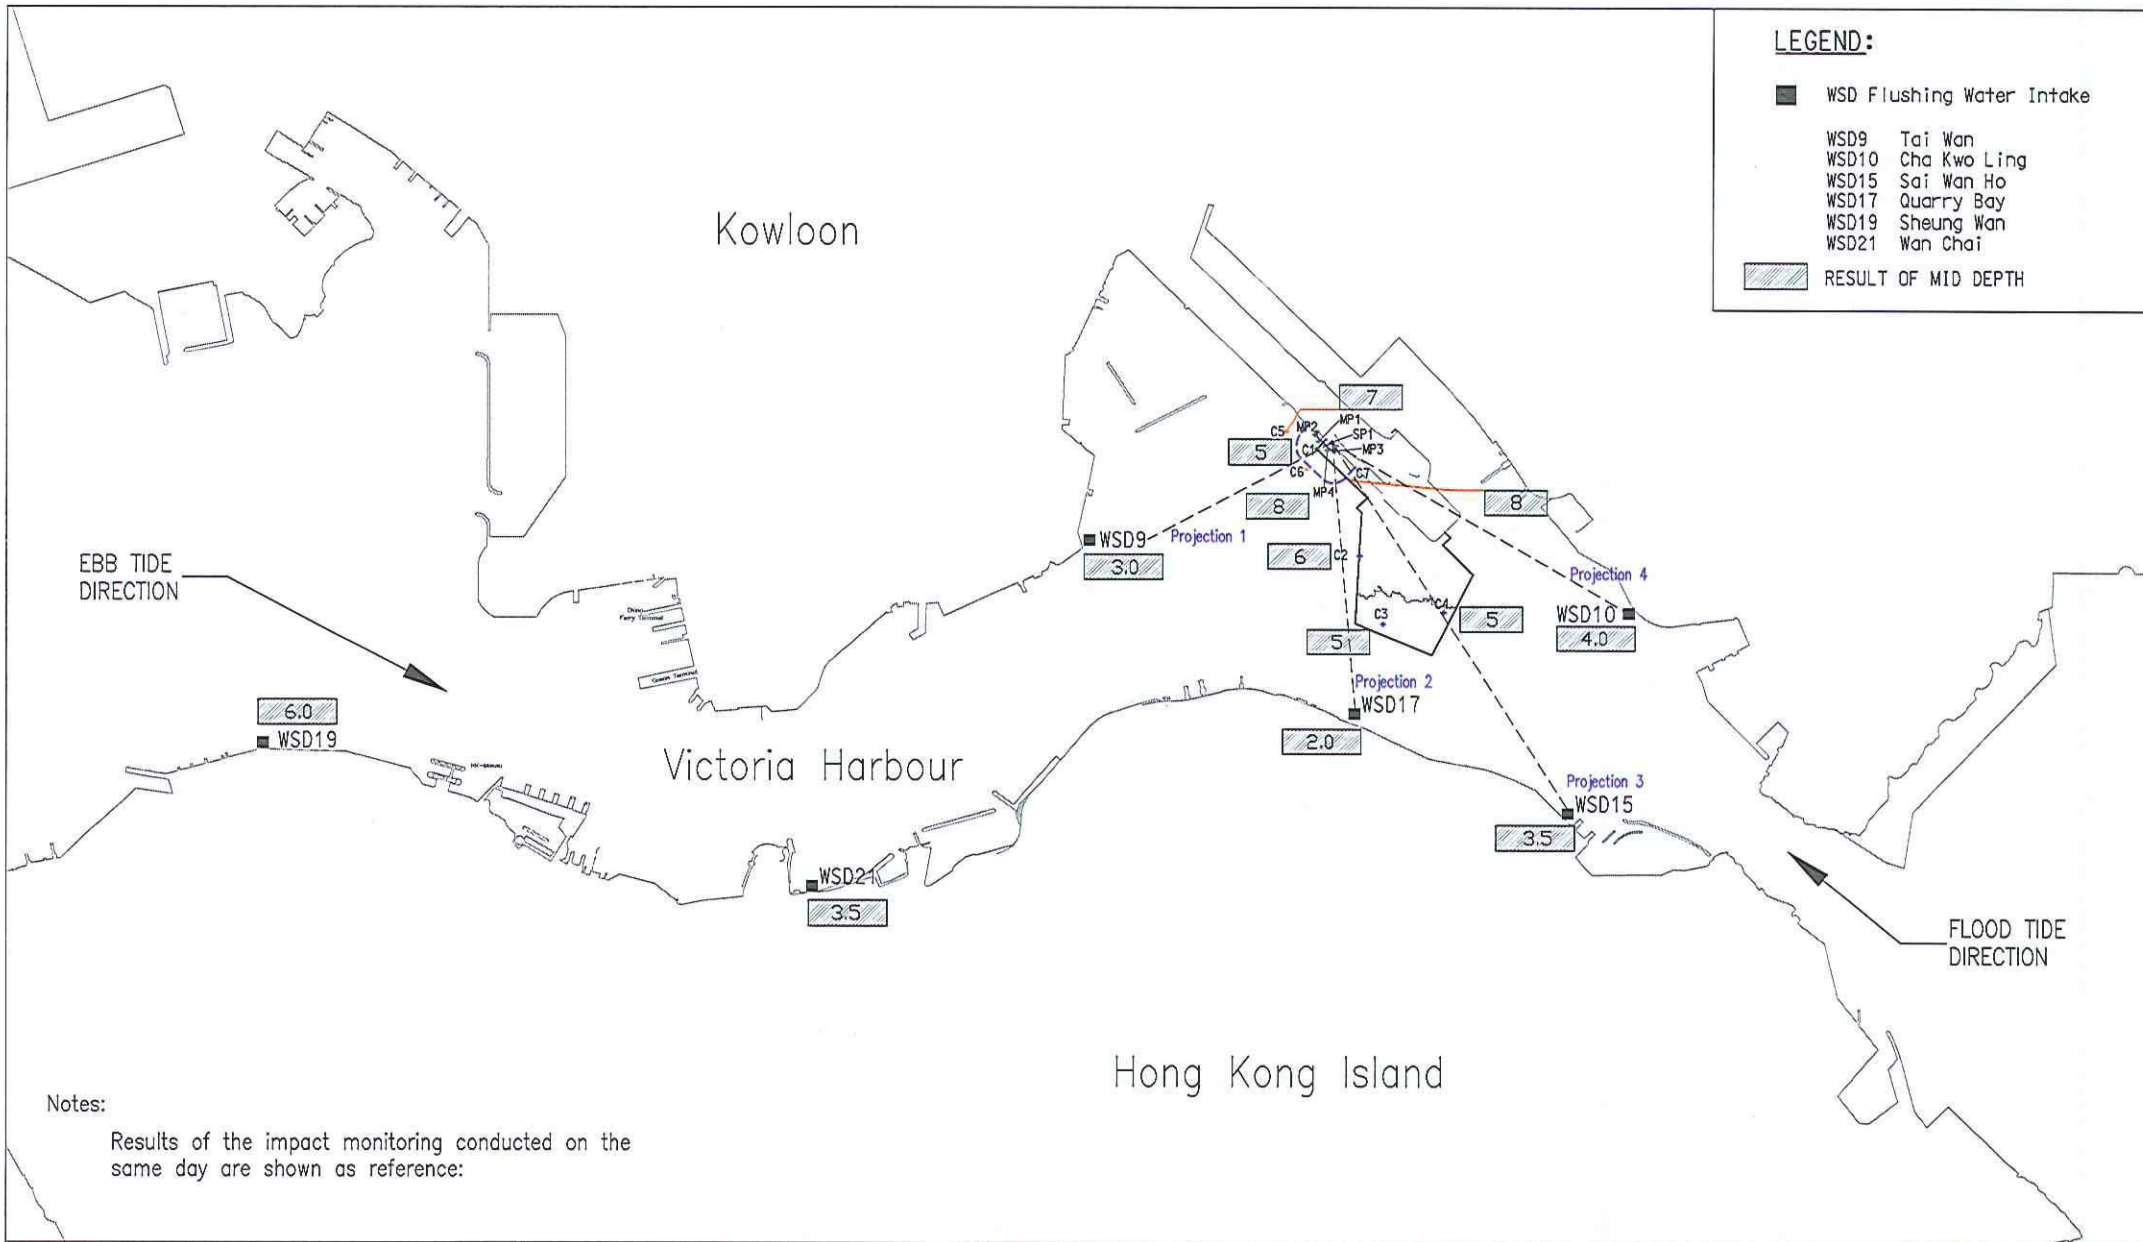 LEGEND:
WSD Flushing Water Intake
WSD9 Tai Wan
WSD10 Cha Kwo Ling
WSD15 Sai Wan Ho
WSD17 Quarry Bay
WSD19 Sheung Wan
WSD21 Wan Chai
RESULT OF MID DEPTH
Kowloon
7
MP1
MP2
C5
SP1
5
C1
MP3
C6
C7
MP4
8
8
WSD9
Projection 1
3.0
6
C2
EBB TIDE
DIRECTION
Projection 4
China
Ferry Terminal
C3
C4
5
WSD10
4.0
5
Ocean Terminal
Projection 2
WSD17
6.0
WSD19
2.0
Victoria Harbour
Projection 3
WSD15
3.5
WSD21
3.5
FLOOD TIDE
DIRECTION
Hong Kong Island
Notes:
Results of the impact monitoring conducted on the
same day are shown as reference: